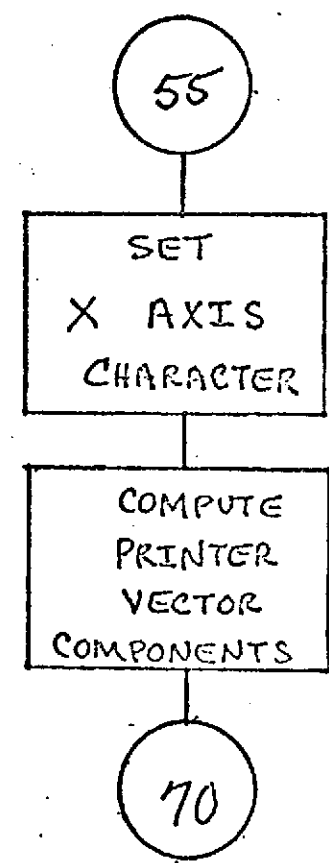 55
SET
X AXIS
CHARACTER
COMPUTE
PRINTER
VECTOR
COMPONENTS
70